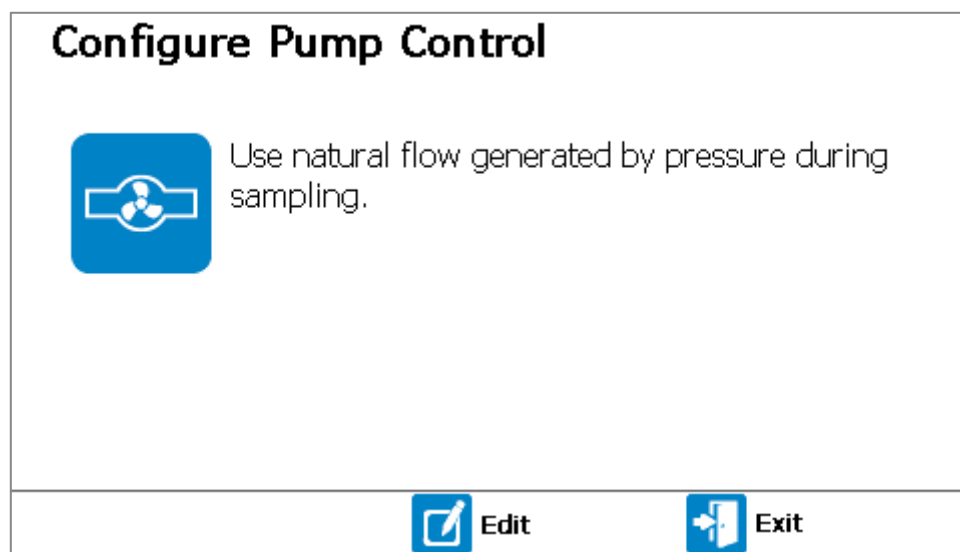 Configure Pump Control
Use natural flow generated by pressure during
sampling.
Edit
Exit